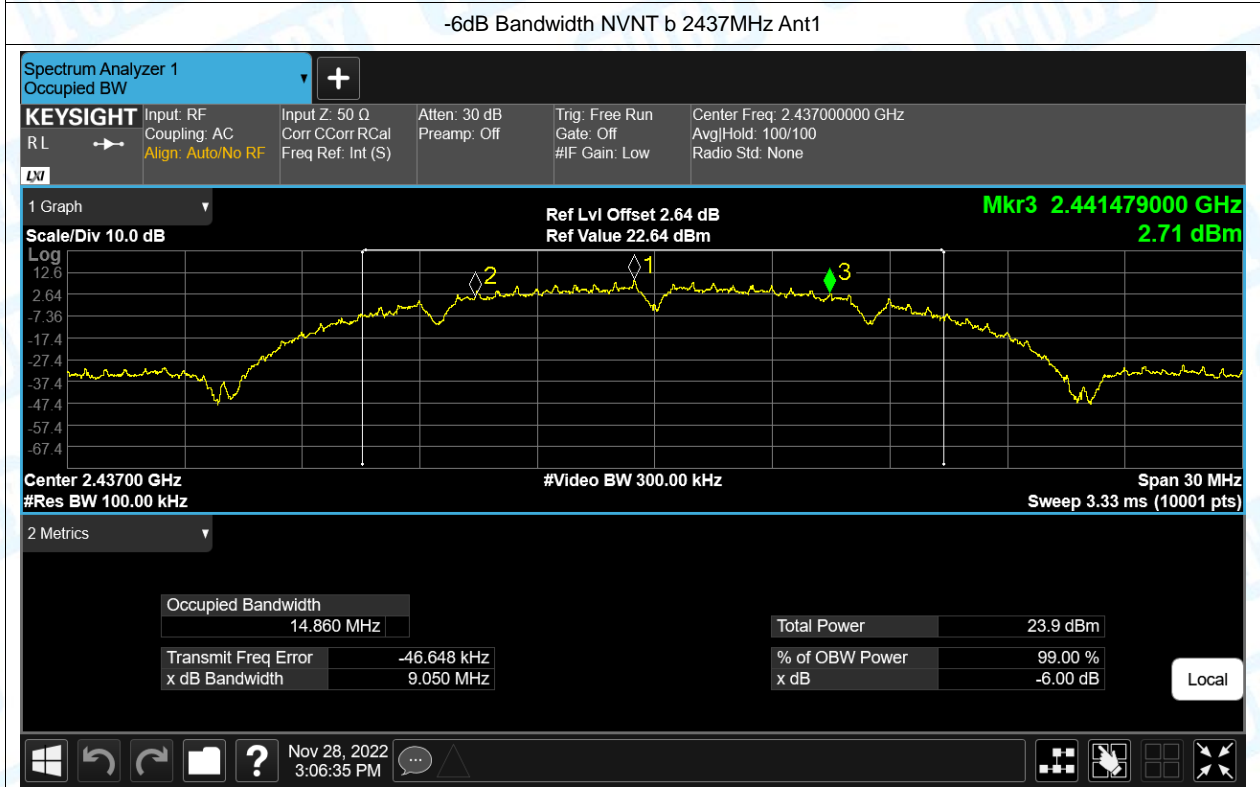 -6dB Bandwidth NVNT b 2437MHz Ant1
Spectrum Analyzer 1
Occupied BW
KEYSIGHT
R L
LXI
Input: RF
Coupling: AC
Align: Auto/No RF
Input Z: 50 Ω
Corr CCorr RCal
Freq Ref: Int (S)
Atten: 30 dB
Preamp: Off
Trig: Free Run
Gate: Off
#IF Gain: Low
Center Freq: 2.437000000 GHz
Avg|Hold: 100/100
Radio Std: None
1 Graph
Scale/Div 10.0 dB
Ref Lvl Offset 2.64 dB
Ref Value 22.64 dBm
Mkr3 2.441479000 GHz
2.71 dBm
Log
12.6
2.64
-7.36
-17.4
-27.4
-37.4
-47.4
-57.4
-67.4
2
1
3
Center 2.43700 GHz
#Res BW 100.00 kHz
#Video BW 300.00 kHz
Span 30 MHz
Sweep 3.33 ms (10001 pts)
2 Metrics
Occupied Bandwidth
14.860 MHz
Transmit Freq Error -46.648 kHz
x dB Bandwidth 9.050 MHz
Total Power 23.9 dBm
% of OBW Power 99.00 %
x dB -6.00 dB
Local
?
Nov 28, 2022
3:06:35 PM